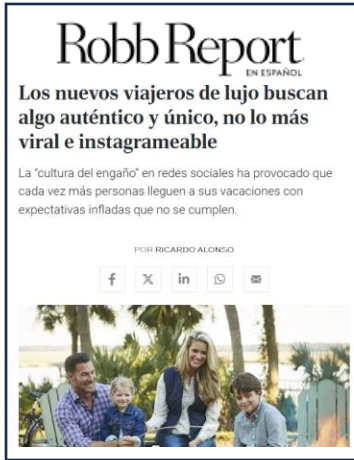 Robb Report
EN ESPAÑOL
Los nuevos viajeros de lujo buscan
algo auténtico y único, no lo más
viral e instagrameable
La "cultura del engaño" en redes sociales ha provocado que
cada vez más personas lleguen a sus vacaciones con
expectativas infladas que no se cumplen.
POR RICARDO ALONSO